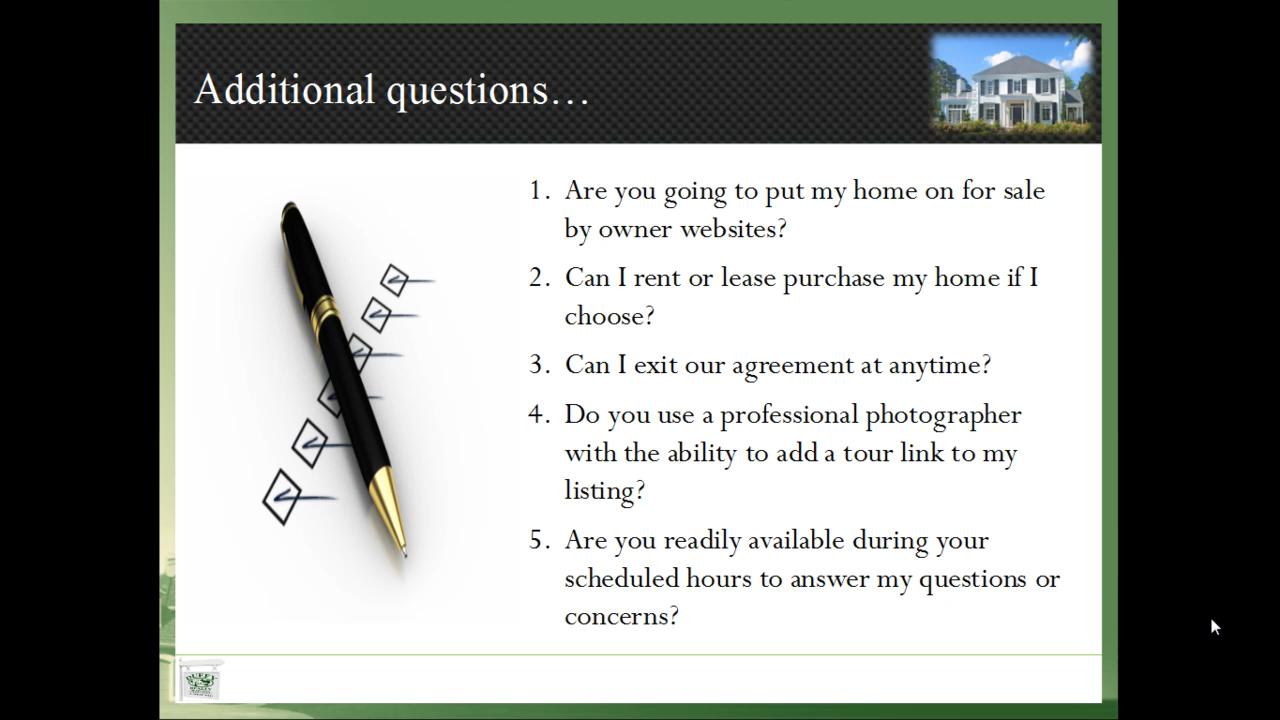 Additional questions…
1. Are you going to put my home on for sale
by owner websites?
2. Can I rent or lease purchase my home if I
choose?
3. Can I exit our agreement at anytime?
4. Do you use a professional photographer
with the ability to add a tour link to my
listing?
5. Are you readily available during your
scheduled hours to answer my questions or
concerns?